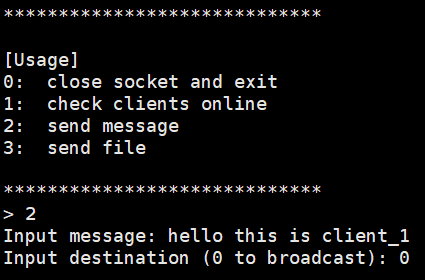 *****************************
[Usage]
0:  close socket and exit
1:  check clients online
2:  send message
3:  send file
*****************************
> 2
Input message: hello this is client_1
Input destination (0 to broadcast): 0